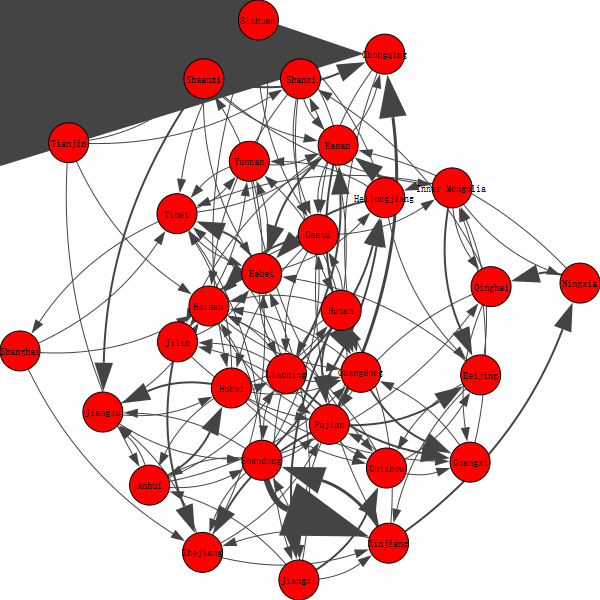 Sichuan
Chongqing
Shaanxi
Shanxi
Tianjin
Henan
Yunnan
Inner Mongolia
Heilongjiang
Tibet
Gansu
Hebei
Ningxia
Qinghai
Hainan
Hunan
Jilin
Shanghai
Liaoning
Guangdong
Beijing
Hubei
Jiangsu
Fujian
Shandong
Guangxi
Guizhou
Anhui
Xinjiang
Zhejiang
Jiangxi